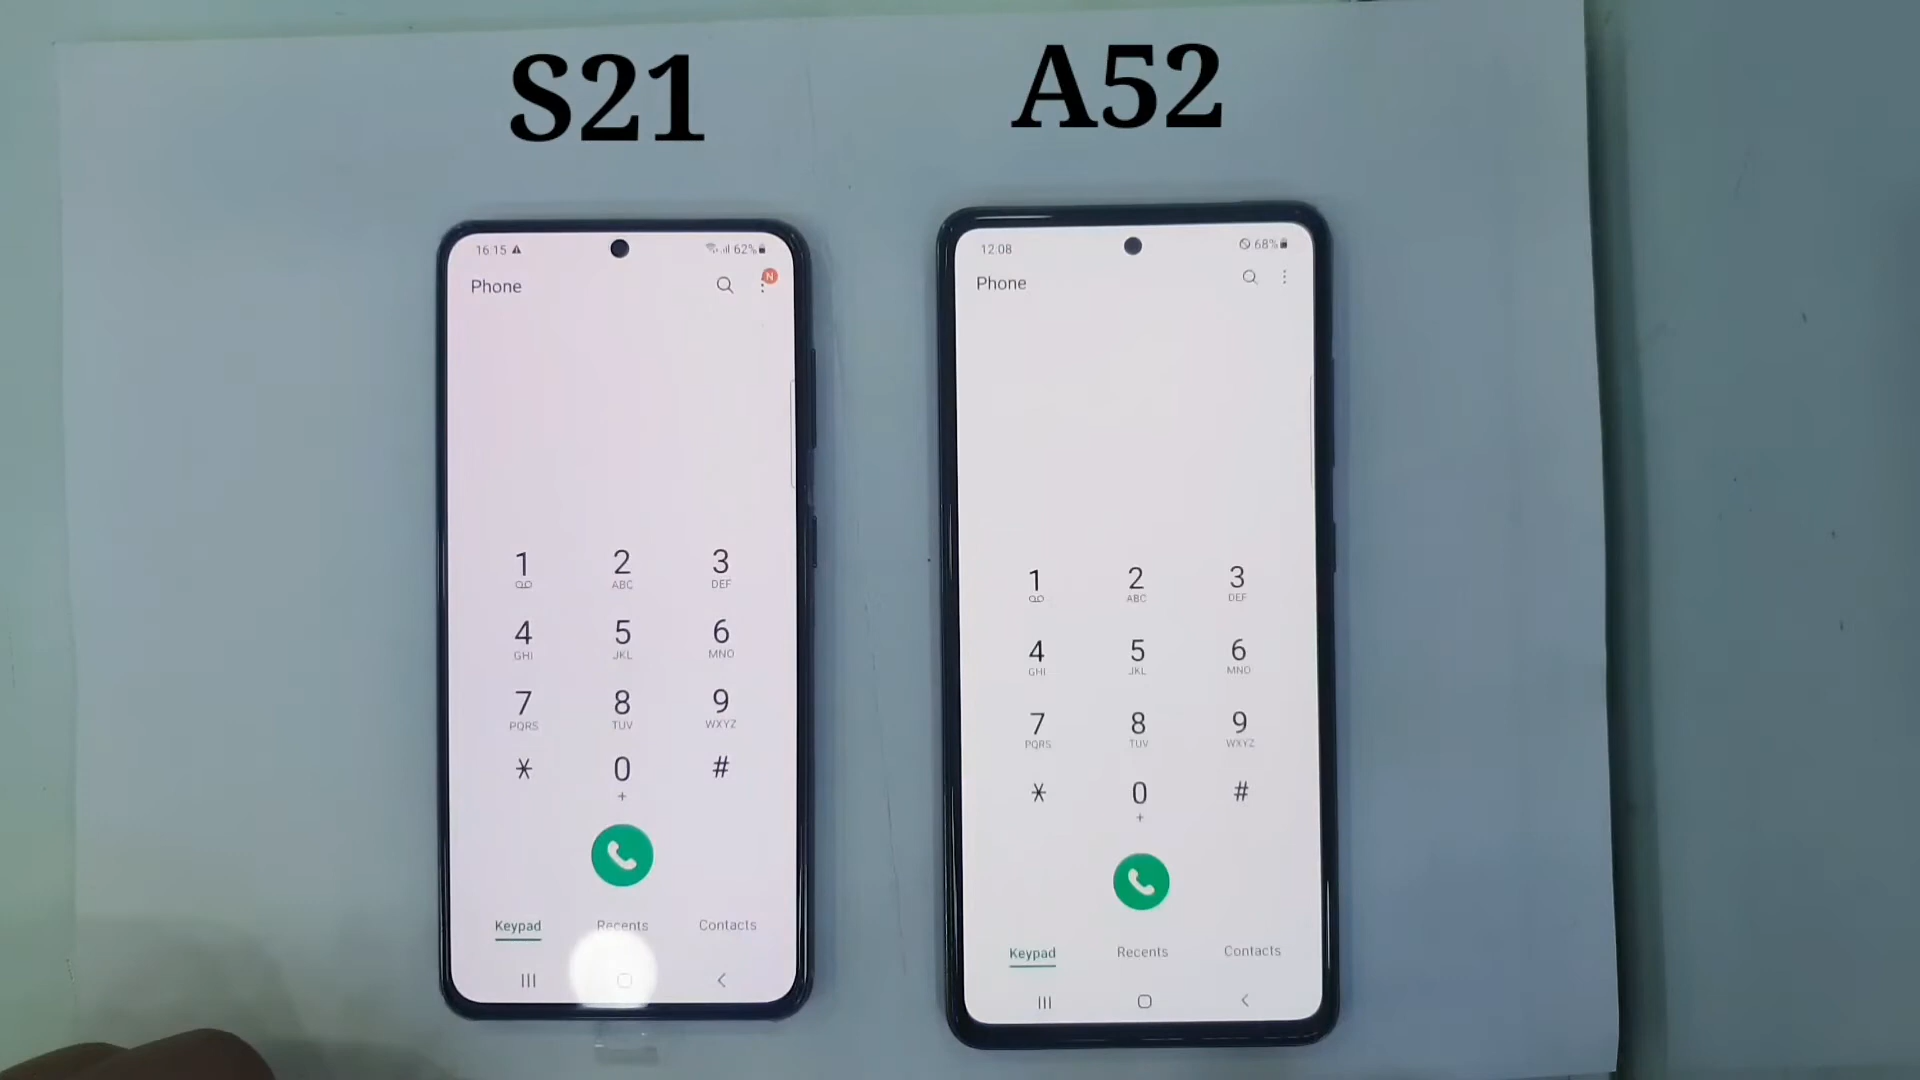 S21 A52
16:15 62%
Phone
N
1 2 3
ABC DEF
4 5 6
GHI JKL MNO
7 8 9
PQRS TUV WXYZ
* 0 #
+
Keypad Recents Contacts
12:08 68%
Phone
1 2 3
ABC DEF
4 5 6
GHI JKL MNO
7 8 9
PQRS TUV WXYZ
* 0 #
+
Keypad Recents Contacts